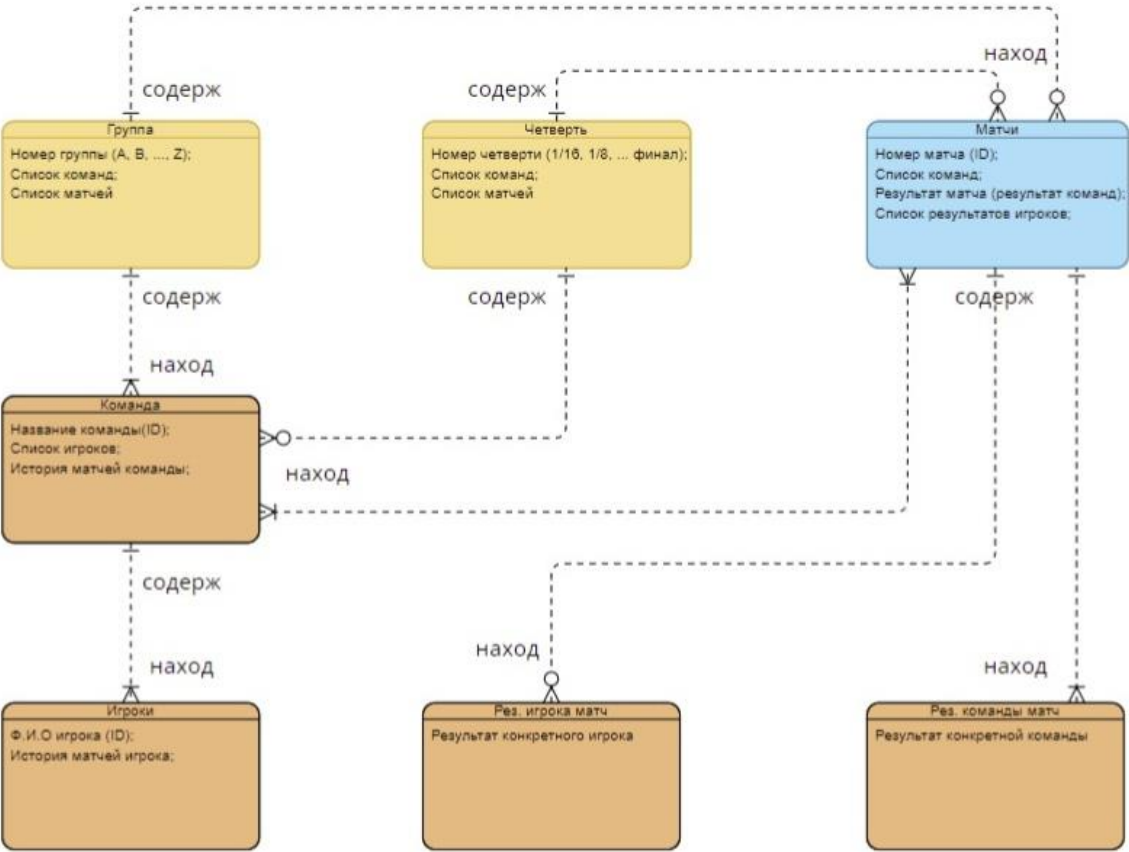 наход
содерж
содерж
Группа
Номер группы (A, B, ..., Z);
Список команд;
Список матчей
Четверть
Номер четверти (1/16, 1/8, ... финал);
Список команд;
Список матчей
Матчи
Номер матча (ID);
Список команд;
Результат матча (результат команд);
Список результатов игроков;
содерж
содерж
содерж
наход
Команда
Название команды(ID);
Список игроков;
История матчей команды;
наход
содерж
наход
наход
наход
Игроки
Ф.И.О игрока (ID);
История матчей игрока;
Рез. игрока матч
Результат конкретного игрока
Рез. команды матч
Результат конкретной команды